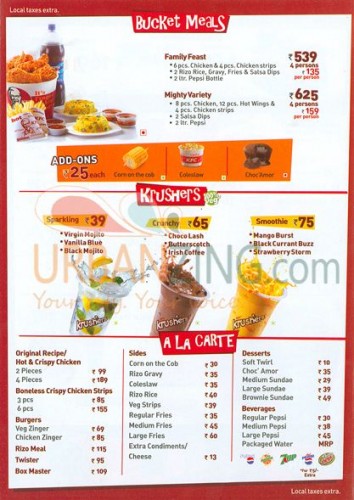 Local taxes extra.
BUCKET MEALS
Family Feast ₹539
• 6 pcs. Chicken & 4 pcs. Chicken strips 4 persons
• 2 Rizo Rice, Gravy, Fries & Salsa Dips ₹135
• 2 ltr. Pepsi Bottle per person
Mighty Variety ₹625
• 8 pcs. Chicken, 12 pcs. Hot Wings & 4 persons
4 pcs. Chicken strips ₹159
• 2 Salsa Dips per person
• 2 ltr. Pepsi
ADD-ONS
₹25 each
Corn on the cob Coleslaw Choc' Amor
KRUSHERS
Sparkling ₹39 Crunchy ₹65 Smoothie ₹75
• Virgin Mojito • Choco Lash • Mango Burst
• Vanilla Blue • Butterscotch • Black Currant Buzz
• Black Mojito • Irish Coffee • Strawberry Storm
URBANKING.com
krushers krushers krushers
A LA CARTE
Original Recipe/
Hot & Crispy Chicken
2 Pieces ₹ 99
4 Pieces ₹ 189
Boneless Crispy Chicken Strips
3 pcs ₹ 85
6 pcs ₹ 155
Burgers
Veg Zinger ₹ 69
Chicken Zinger ₹ 85
Rizo Meal ₹ 115
Twister ₹ 95
Box Master ₹ 109
Sides
Corn on the Cob ₹ 30
Rizo Gravy ₹ 35
Coleslaw ₹ 35
Rizo Rice ₹ 40
Veg Strips ₹ 39
Regular Fries ₹ 35
Medium Fries ₹ 45
Large Fries ₹ 60
Extra Condiments/
Cheese ₹ 13
Desserts
Soft Twirl ₹ 10
Choc' Amor ₹ 35
Medium Sundae ₹ 29
Large Sundae ₹ 39
Brownie Sundae ₹ 49
Beverages
Regular Pepsi ₹ 30
Medium Pepsi ₹ 38
Large Pepsi ₹ 45
Packaged Water MRP
Local taxes extra.